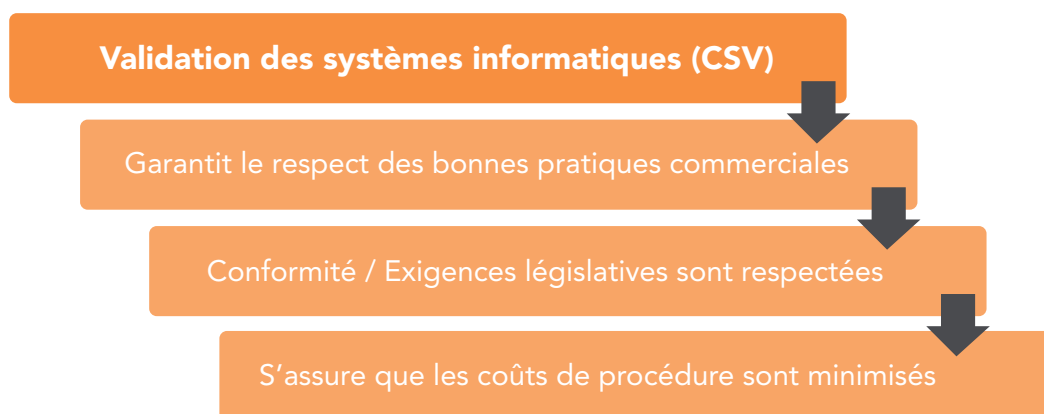 Validation des systèmes informatiques (CSV)
Garantit le respect des bonnes pratiques commerciales
Conformité / Exigences législatives sont respectées
S’assure que les coûts de procédure sont minimisés